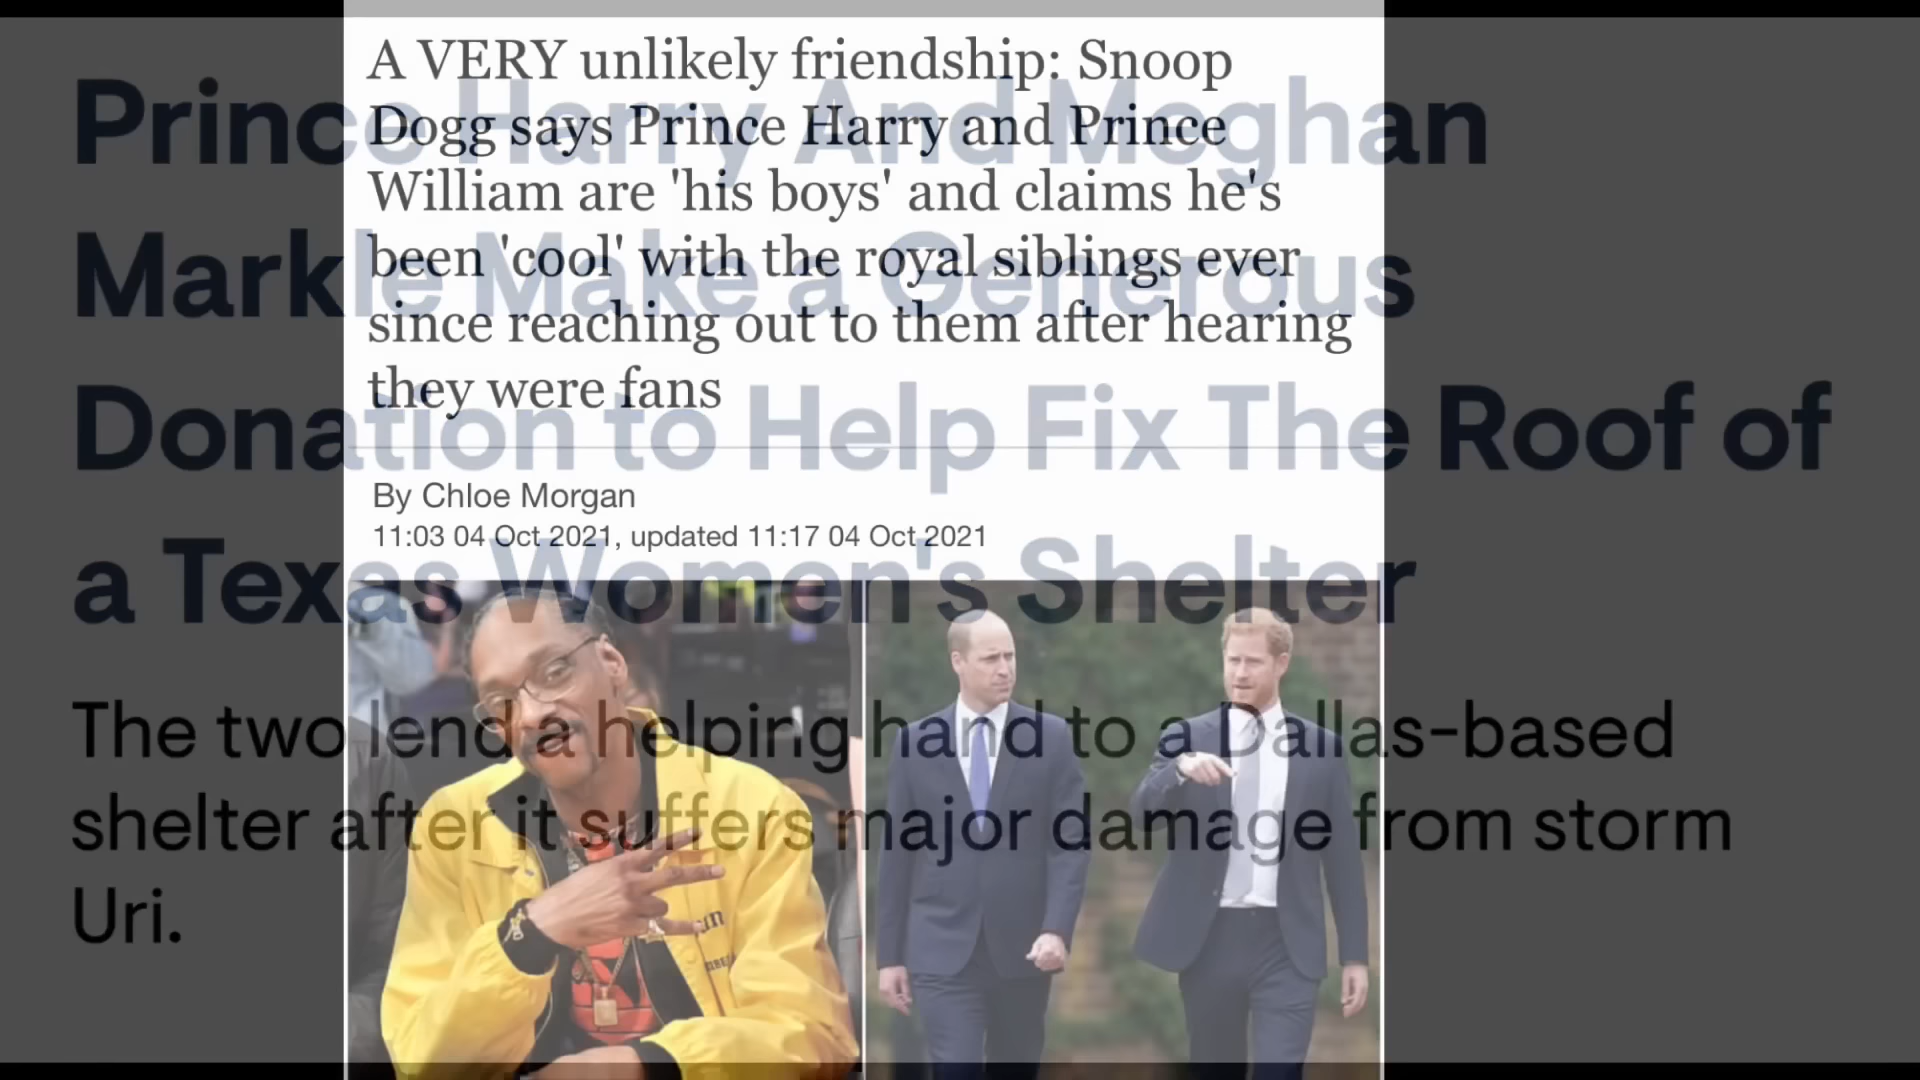 A VERY unlikely friendship: Snoop
Dogg says Prince Harry and Prince
William are 'his boys' and claims he's
been 'cool' with the royal siblings ever
since reaching out to them after hearing
they were fans
By Chloe Morgan
11:03 04 Oct 2021, updated 11:17 04 Oct 2021
Prince Harry And Meghan
Markle Make a Generous
Donation to Help Fix The Roof of
a Texas Women's Shelter
The two lend a helping hand to a Dallas-based
shelter after it suffers major damage from storm
Uri.